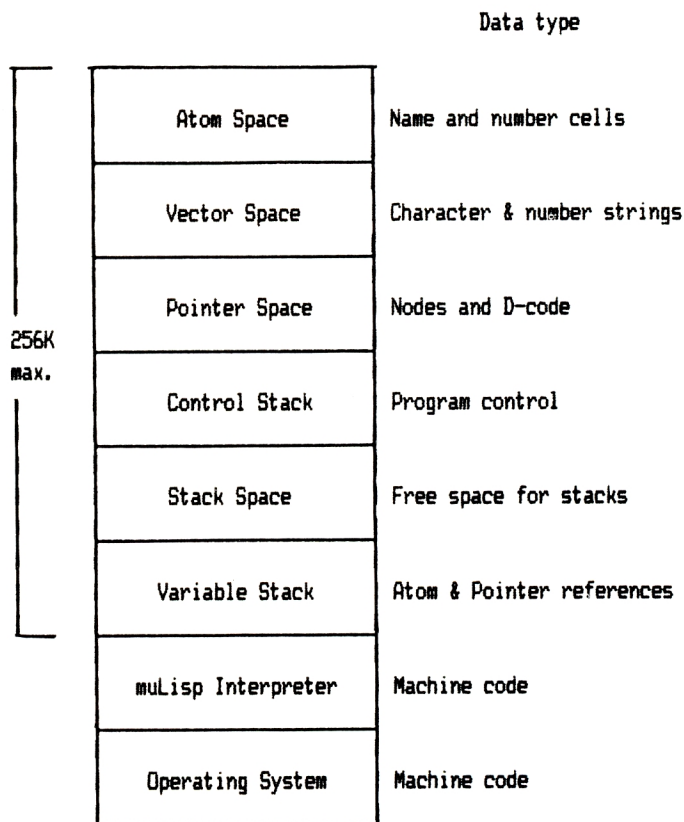 Data type
Atom Space Name and number cells
Vector Space Character & number strings
Pointer Space Nodes and D-code
256K
max.
Control Stack Program control
Stack Space Free space for stacks
Variable Stack Atom & Pointer references
muLisp Interpreter Machine code
Operating System Machine code